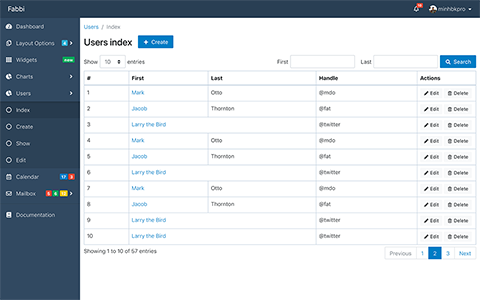 Fabbi
minhbkpro
Dashboard
Layout Options 4
Widgets new
Charts
Users
Index
Create
Show
Edit
Calendar 17 3
Mailbox 5 6 12
Documentation
Users / Index
Users index + Create
Show 10 entries First Last Search
# First Last Handle Actions
1 Mark Otto @mdo Edit Delete
2 Jacob Thornton @fat Edit Delete
3 Larry the Bird @twitter Edit Delete
4 Mark Otto @mdo Edit Delete
5 Jacob Thornton @fat Edit Delete
6 Larry the Bird @twitter Edit Delete
7 Mark Otto @mdo Edit Delete
8 Jacob Thornton @fat Edit Delete
9 Larry the Bird @twitter Edit Delete
10 Larry the Bird @twitter Edit Delete
Showing 1 to 10 of 57 entries
Previous 1 2 3 Next